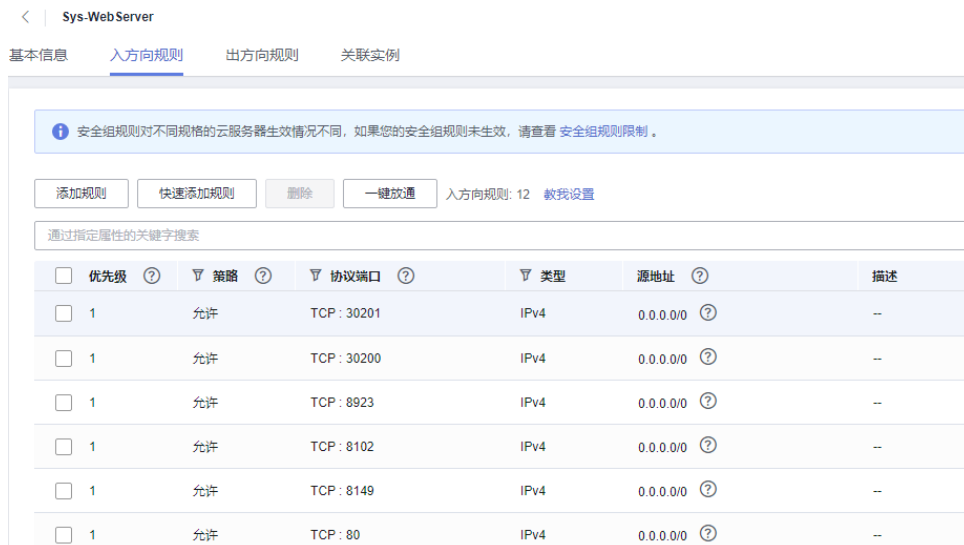 Sys-WebServer
基本信息 入方向规则 出方向规则 关联实例
安全组规则对不同规格的云服务器生效情况不同，如果您的安全组规则未生效，请查看 安全组规则限制 。
添加规则 快速添加规则 删除 一键放通 入方向规则: 12 教我设置
通过指定属性的关键字搜索
优先级 策略 协议端口 类型 源地址 描述
1 允许 TCP : 30201 IPv4 0.0.0.0/0 --
1 允许 TCP : 30200 IPv4 0.0.0.0/0 --
1 允许 TCP : 8923 IPv4 0.0.0.0/0 --
1 允许 TCP : 8102 IPv4 0.0.0.0/0 --
1 允许 TCP : 8149 IPv4 0.0.0.0/0 --
1 允许 TCP : 80 IPv4 0.0.0.0/0 --